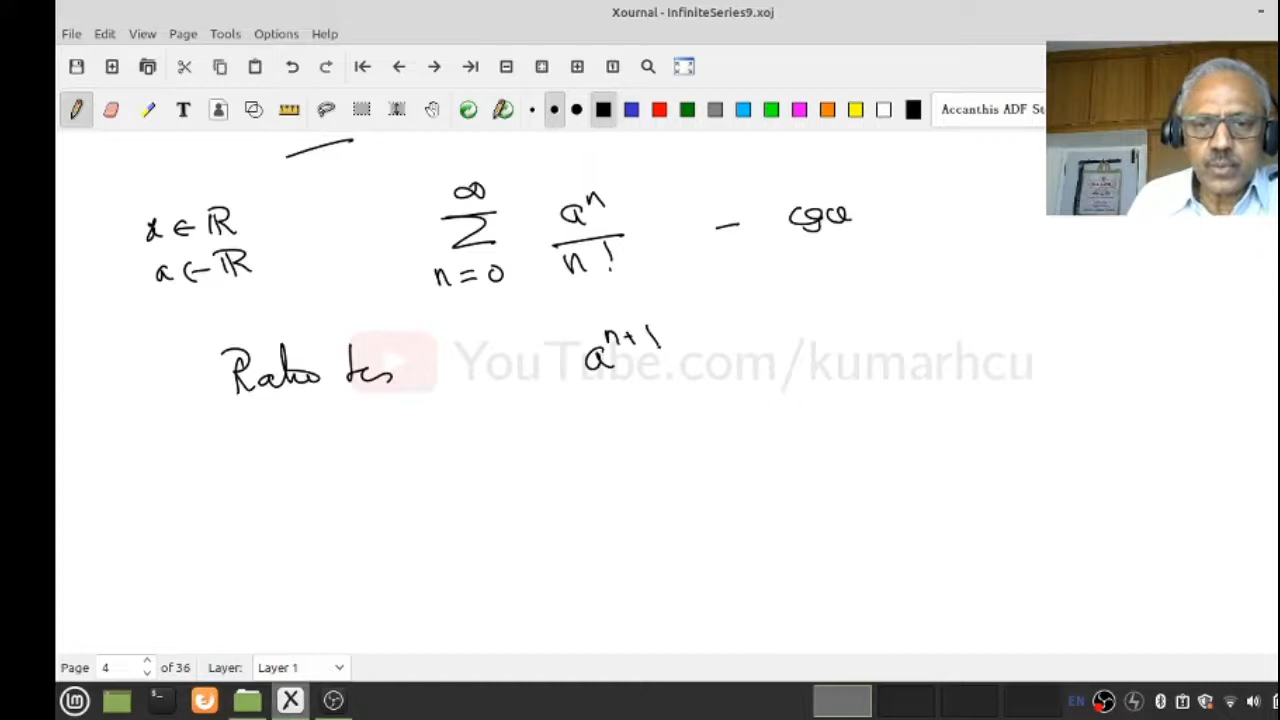 Xournal - InfiniteSeries9.xoj
File Edit View Page Tools Options Help
Accanthis ADF St
x ∈ ℝ
a ∈ ℝ
∞
∑ aⁿ/n! -
n = 0
Ratio tes aⁿ⁺¹
YouTube.com/kumarhcu
Page 4 of 36 Layer: Layer 1
EN